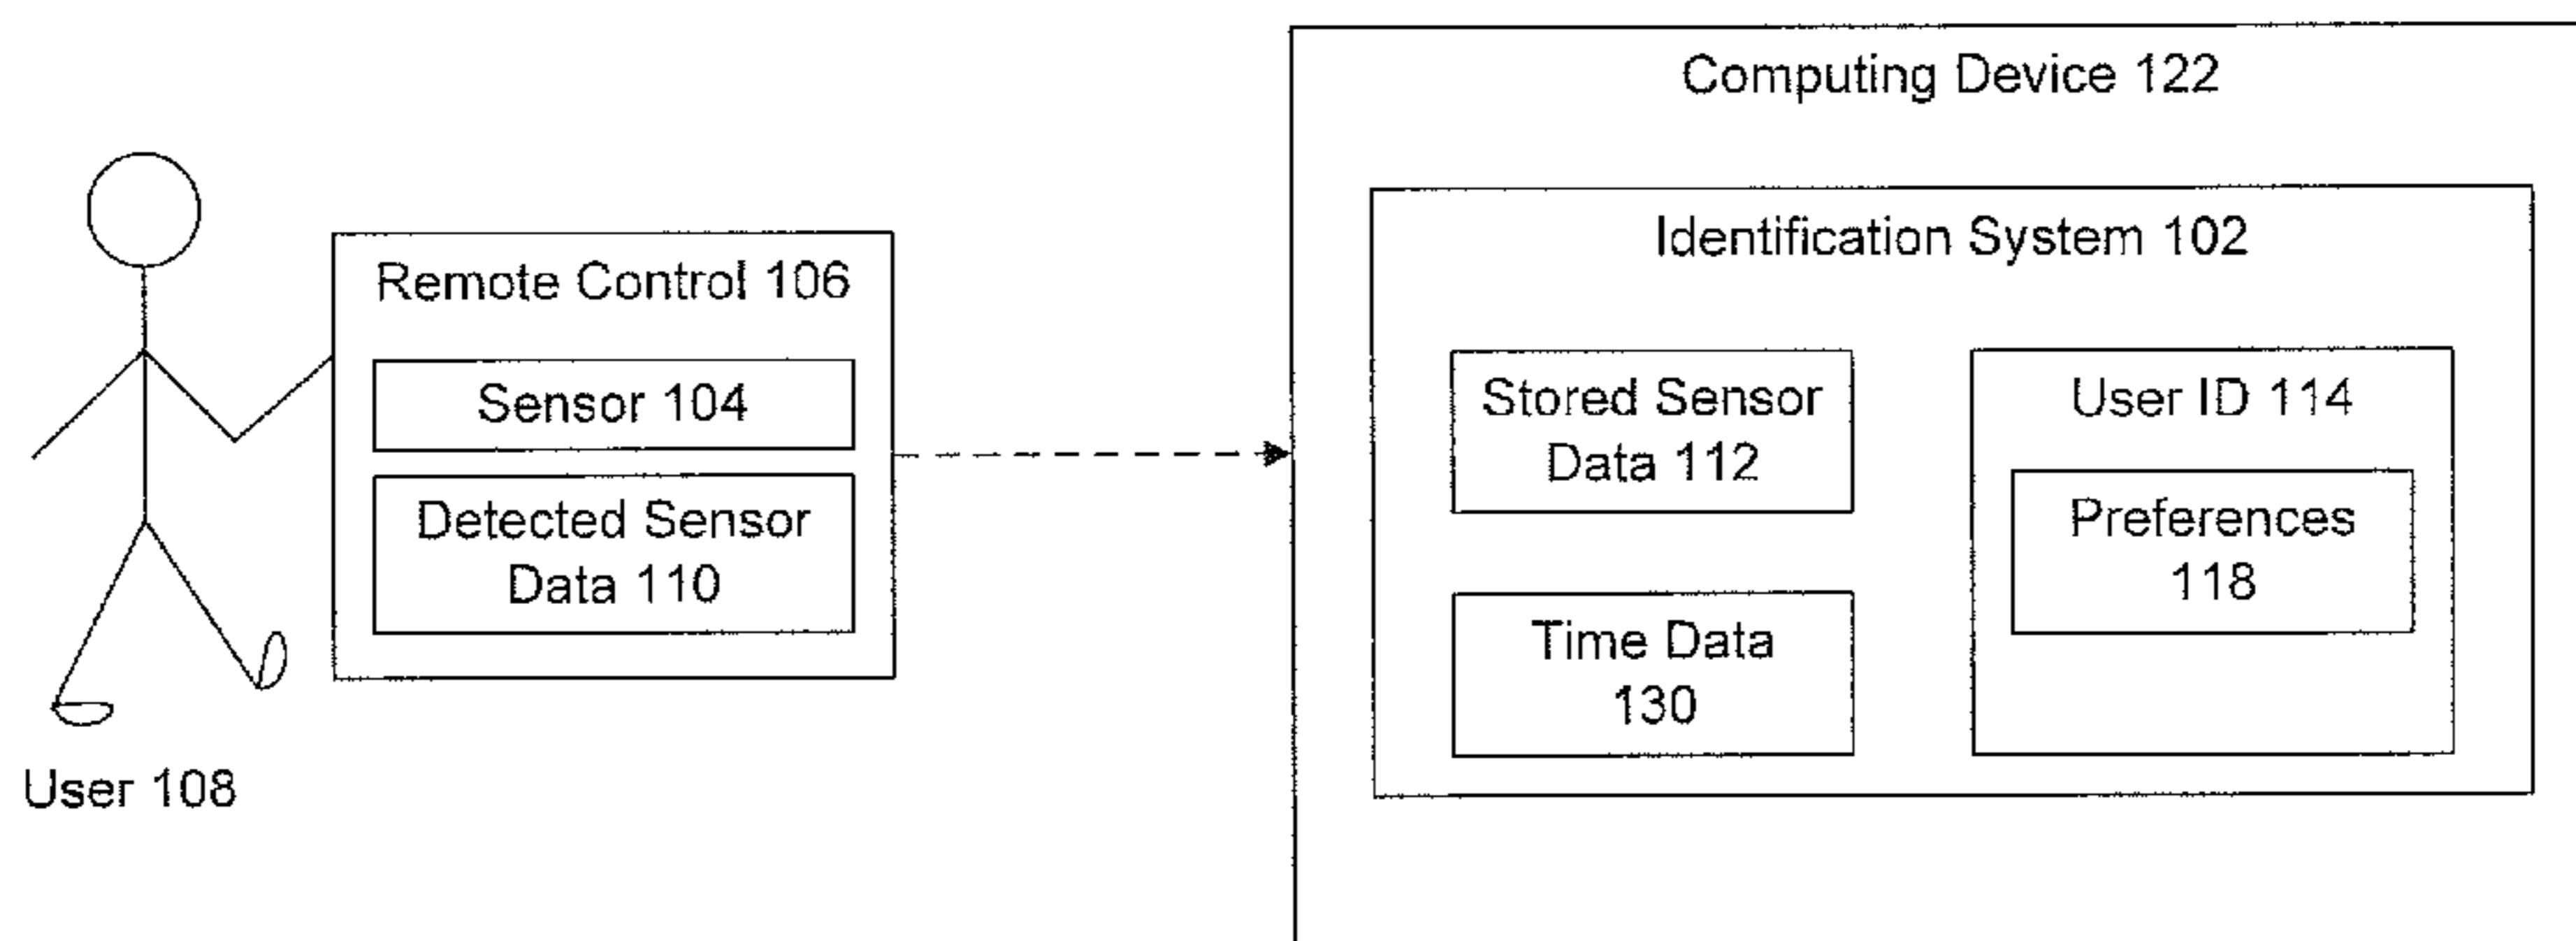 Computing Device 122
Identification System 102
Remote Control 106
Sensor 104
Detected Sensor
Data 110
Stored Sensor
Data 112
User ID 114
Preferences
118
Time Data
130
User 108